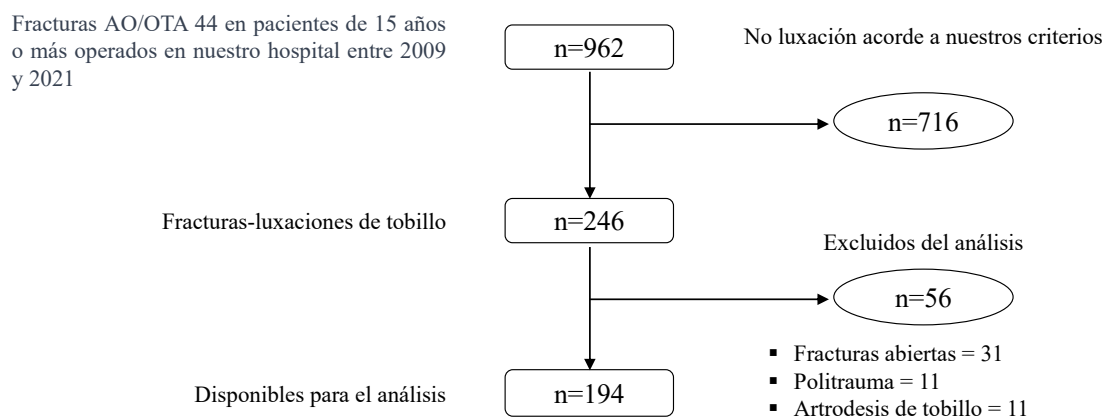 Fracturas AO/OTA 44 en pacientes de 15 años
o más operados en nuestro hospital entre 2009
y 2021
n=962
No luxación acorde a nuestros criterios
n=716
Fracturas-luxaciones de tobillo
n=246
Excluidos del análisis
n=56
▪ Fracturas abiertas = 31
▪ Politrauma = 11
▪ Artrodesis de tobillo = 11
Disponibles para el análisis
n=194